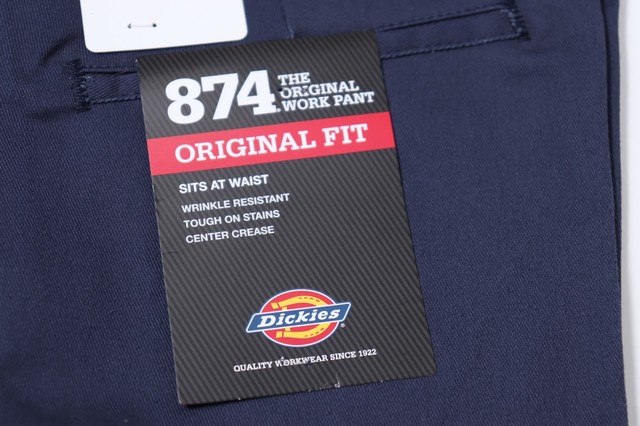 874 THE
ORIGINAL
WORK PANT
ORIGINAL FIT
SITS AT WAIST
WRINKLE RESISTANT
TOUGH ON STAINS
CENTER CREASE
Dickies®
QUALITY WORKWEAR SINCE 1922